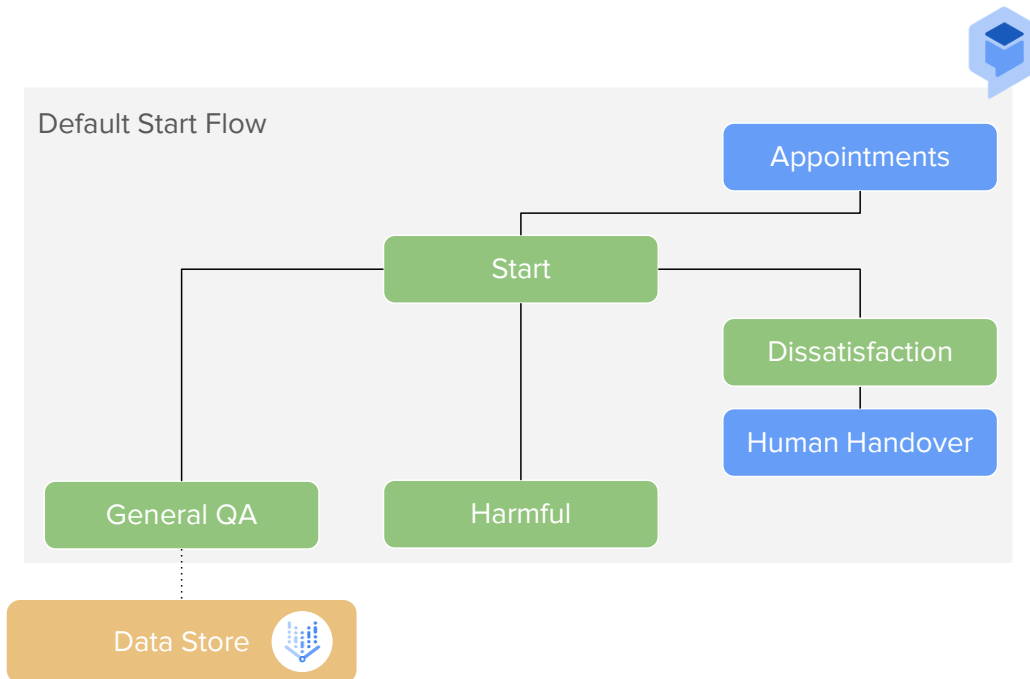 Default Start Flow
Appointments
Start
Dissatisfaction
Human Handover
General QA
Harmful
Data Store